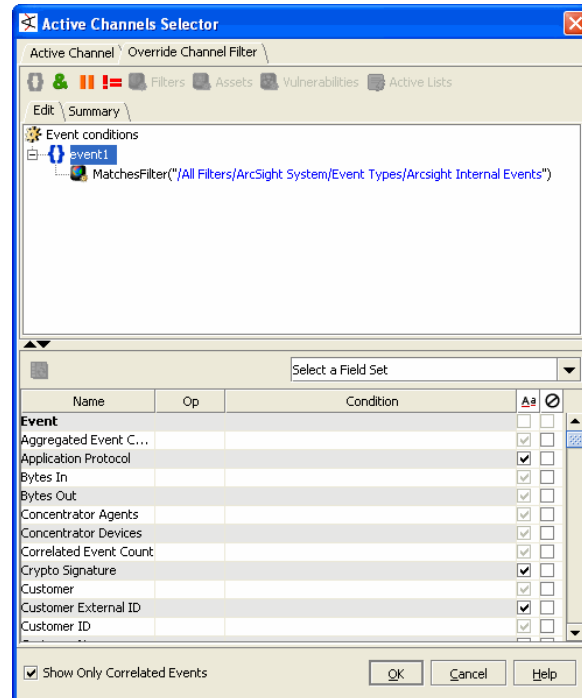 Active Channels Selector
Active Channel Override Channel Filter
& != Filters Assets Vulnerabilities Active Lists
Edit Summary
Event conditions
{} event1
MatchesFilter("/All Filters/ArcSight System/Event Types/Arcsight Internal Events")
Select a Field Set
Name Op Condition Aa
Event
Aggregated Event C...
Application Protocol
Bytes In
Bytes Out
Concentrator Agents
Concentrator Devices
Correlated Event Count
Crypto Signature
Customer
Customer External ID
Customer ID
Show Only Correlated Events OK Cancel Help